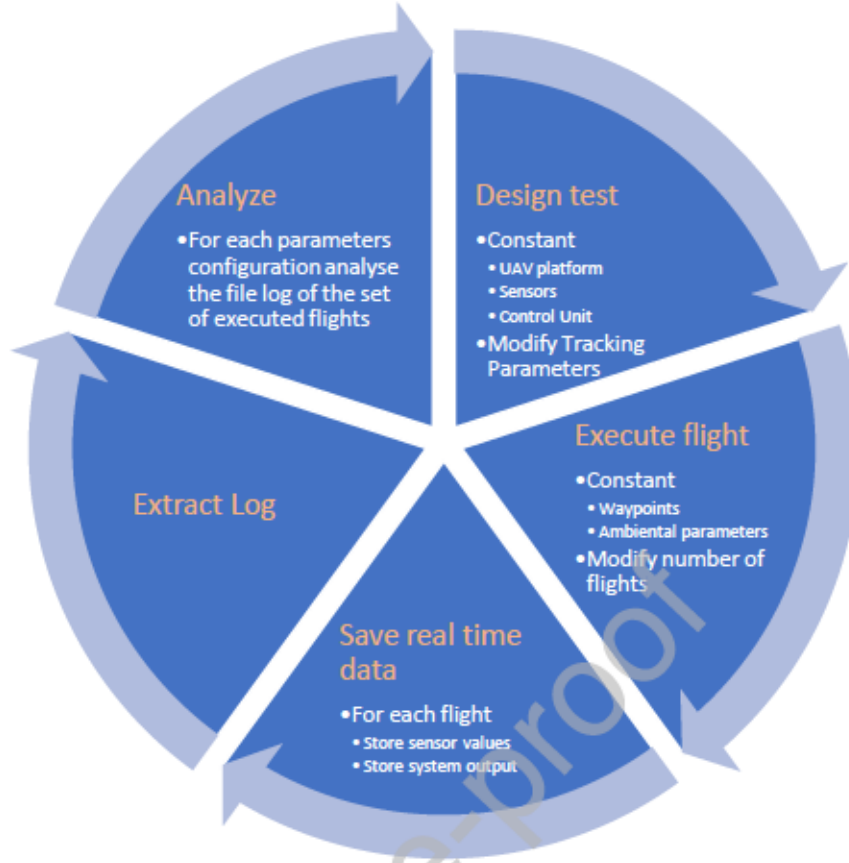 Analyze
•For each parameters
configuration analyse
the file log of the set
of executed flights
Design test
•Constant
•UAV platform
•Sensors
•Control Unit
•Modify Tracking
Parameters
Execute flight
•Constant
•Waypoints
•Ambiental parameters
•Modify number of
flights
Save real time
data
•For each flight
•Store sensor values
•Store system output
Extract Log
e-proof